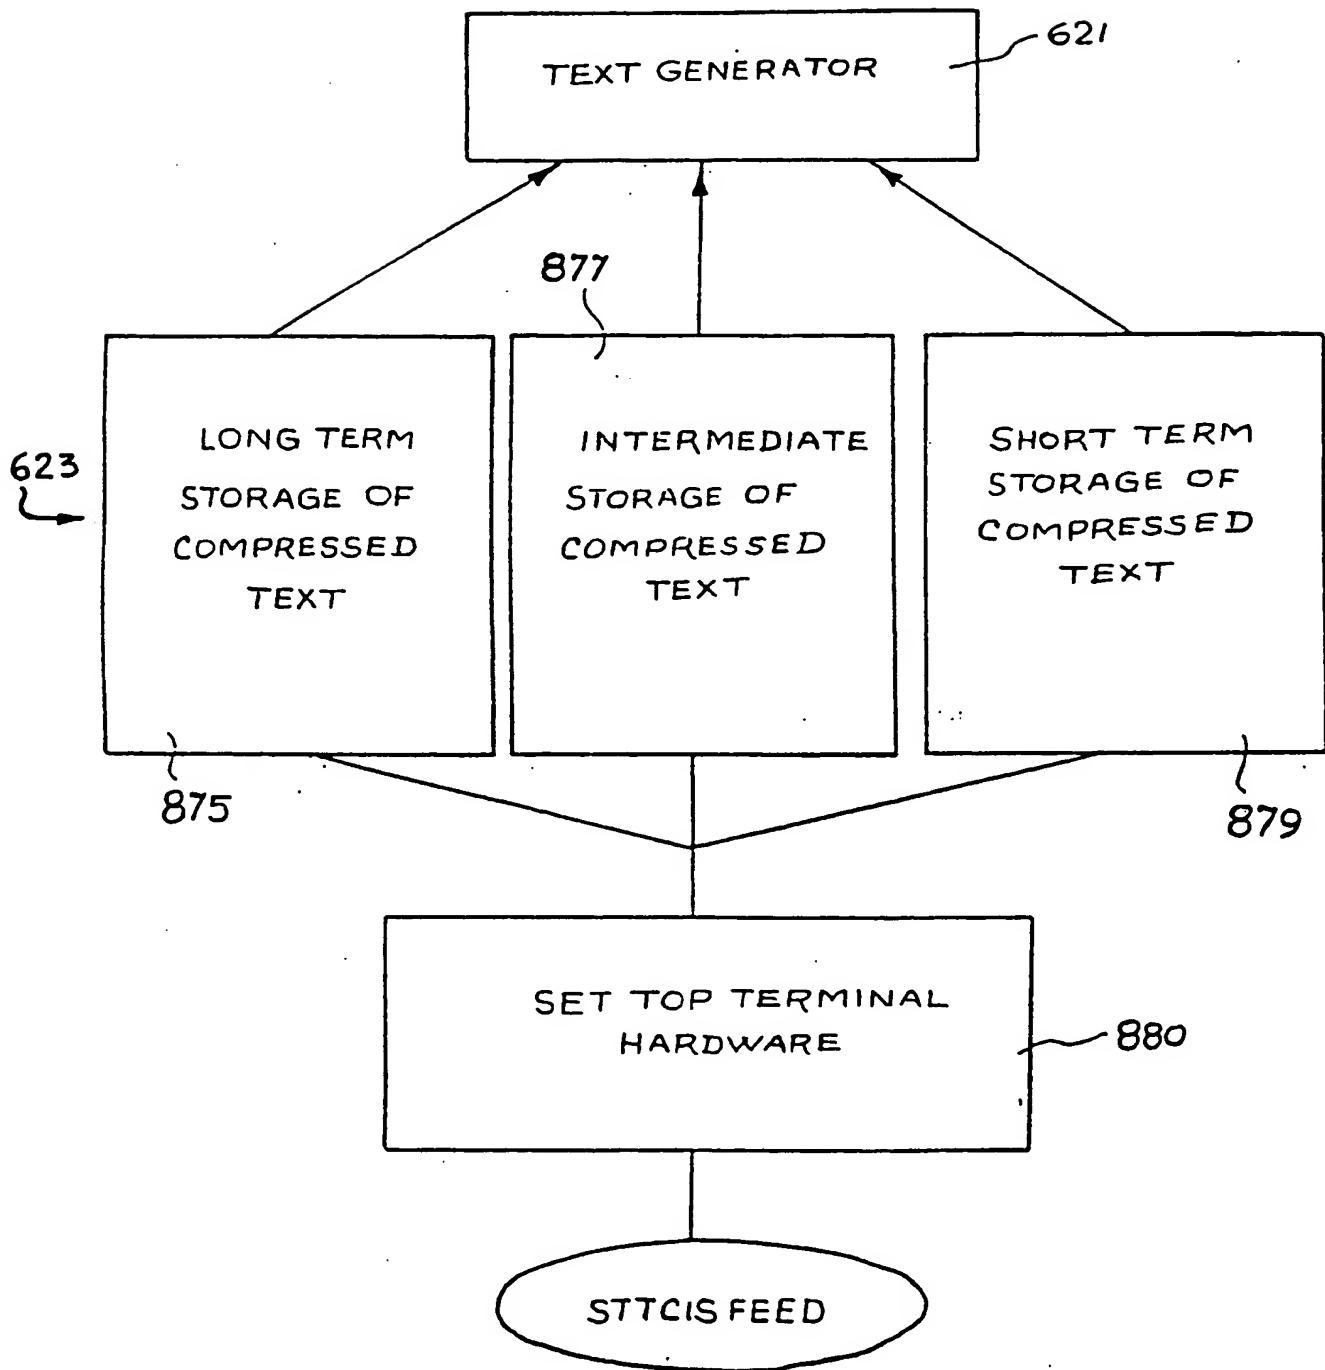 TEXT GENERATOR
621
877
623
LONG TERM
STORAGE OF
COMPRESSED
TEXT
INTERMEDIATE
STORAGE OF
COMPRESSED
TEXT
SHORT TERM
STORAGE OF
COMPRESSED
TEXT
875
879
SET TOP TERMINAL
HARDWARE
880
STTCIS FEED